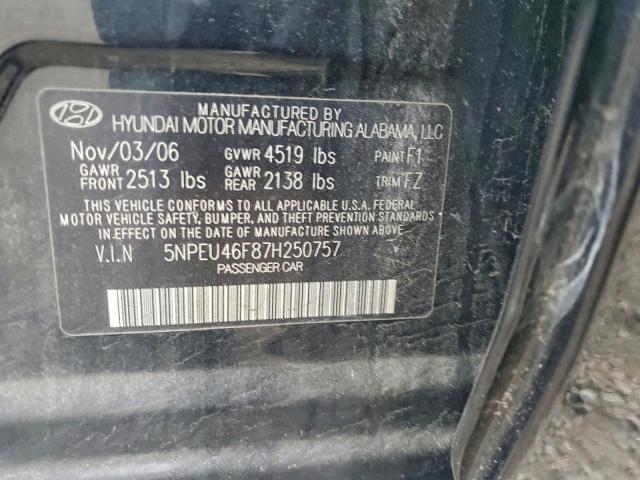 MANUFACTURED BY
HYUNDAI MOTOR MANUFACTURING ALABAMA, LLC
Nov/03/06 GVWR 4519 lbs PAINT F1
GAWR FRONT 2513 lbs GAWR REAR 2138 lbs TRIM FZ
THIS VEHICLE CONFORMS TO ALL APPLICABLE U.S.A. FEDERAL
MOTOR VEHICLE SAFETY, BUMPER, AND THEFT PREVENTION STANDARDS
IN EFFECT ON THE DATE OF MANUFACTURE SHOWN ABOVE.
V.I.N 5NPEU46F87H250757
PASSENGER CAR